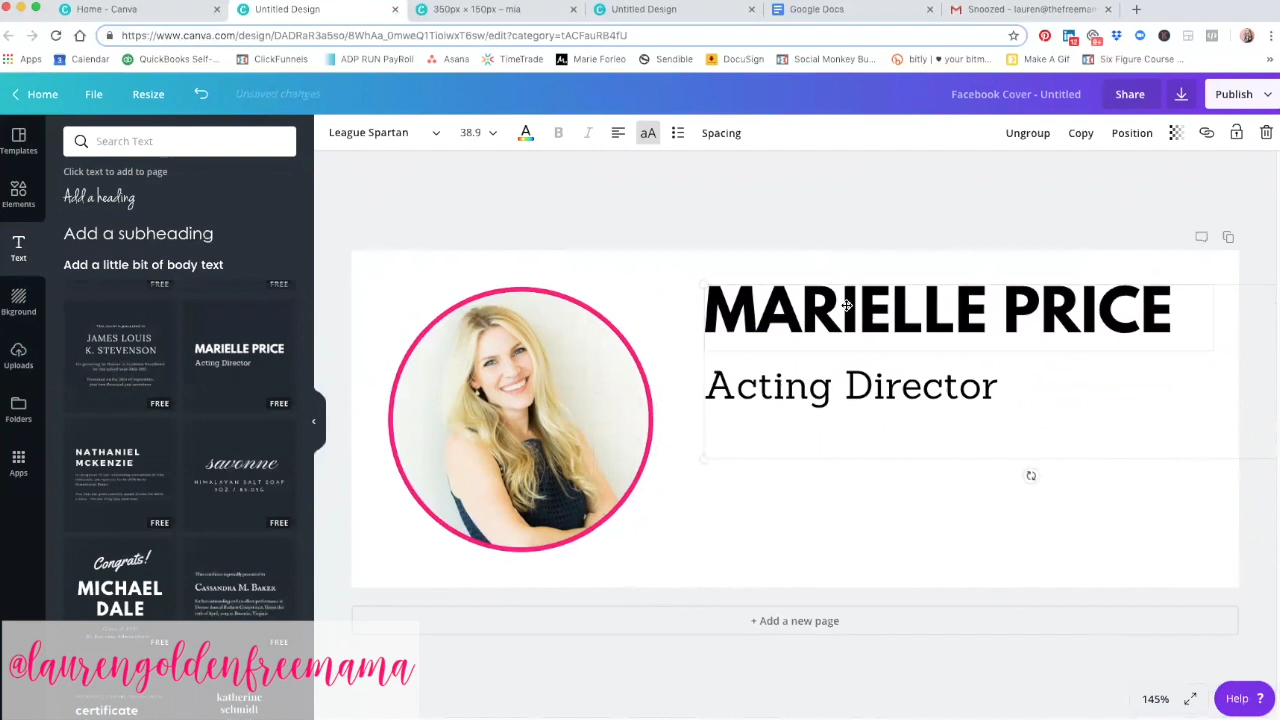 Home - Canva
Untitled Design
350px × 150px – mia
Untitled Design
Google Docs
Snoozed - lauren@thefreeman
https://www.canva.com/design/DADRaR3a5so/8WhAa_0mweQ1TioiwxT6sw/edit?category=tACFauRB4fU
Apps
Calendar
QuickBooks Self-...
ClickFunnels
ADP RUN PayRoll
Asana
TimeTrade
Marie Forleo
Sendible
DocuSign
Social Monkey Bu...
bitly | ♥ your bitm...
Make A Gif
Six Figure Course ...
Home
File
Resize
Unsaved changes
Facebook Cover - Untitled
Share
Publish
League Spartan
38.9
A
B
I
aA
Spacing
Ungroup
Copy
Position
Templates
Elements
Text
Bkground
Uploads
Folders
Apps
Search Text
Click text to add to page
Add a heading
Add a subheading
Add a little bit of body text
FREE
FREE
JAMES LOUIS
K. STEVENSON
FREE
MARIELLE PRICE
Acting Director
FREE
NATHANIEL
MCKENZIE
FREE
savonne
HIMALAYAN SALT SOAP
3OZ / 85.05G
FREE
Congrats!
MICHAEL
DALE
FREE
CASSANDRA M. BAKER
FREE
certificate
katherine
schmidt
MARIELLE PRICE
Acting Director
+ Add a new page
145%
Help ?
@laurengoldenfreemama